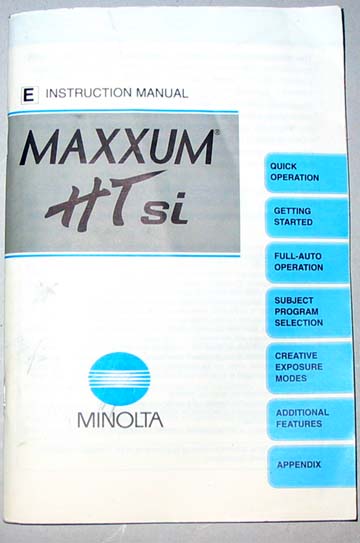 E INSTRUCTION MANUAL
MAXXUM®
HTsi
QUICK
OPERATION
GETTING
STARTED
FULL-AUTO
OPERATION
SUBJECT
PROGRAM
SELECTION
CREATIVE
EXPOSURE
MODES
ADDITIONAL
FEATURES
APPENDIX
MINOLTA